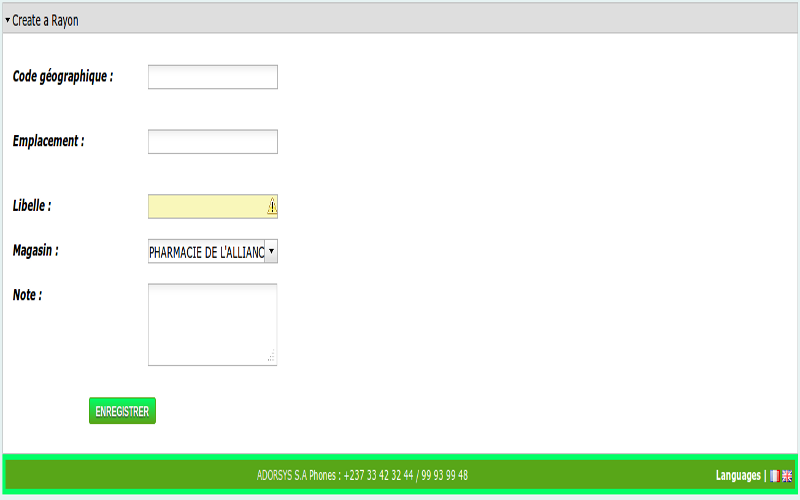 Create a Rayon
Code géographique :
Emplacement :
Libelle :
Magasin :
PHARMACIE DE L'ALLIANC
Note :
ENREGISTRER
ADORSYS S.A Phones : +237 33 42 32 44 / 99 93 99 48
Languages |